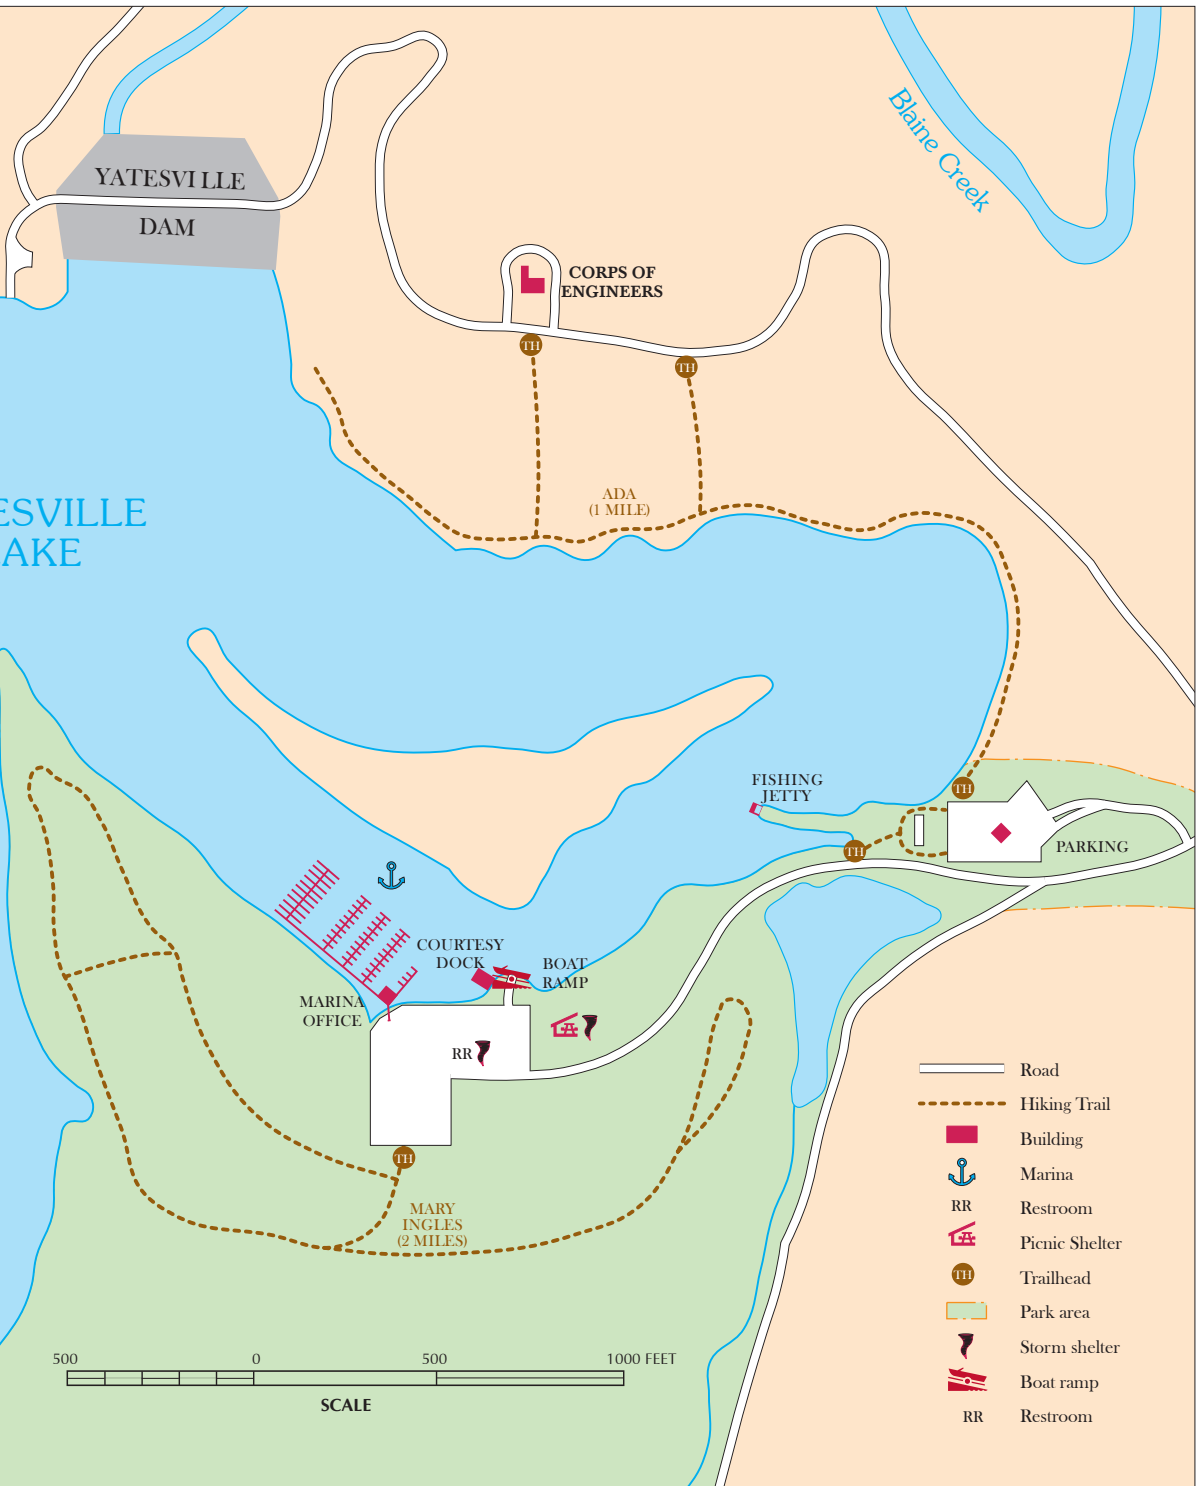 Blaine Creek
YATESVILLE
DAM
CORPS OF
ENGINEERS
TH
TH
ADA
(1 MILE)
ESVILLE
AKE
FISHING
JETTY
TH
TH
PARKING
COURTESY
DOCK
BOAT
RAMP
MARINA
OFFICE
RR
TH
MARY
INGLES
(2 MILES)
Road
Hiking Trail
Building
Marina
RR Restroom
Picnic Shelter
TH Trailhead
Park area
Storm shelter
Boat ramp
RR Restroom
500 0 500 1000 FEET
SCALE